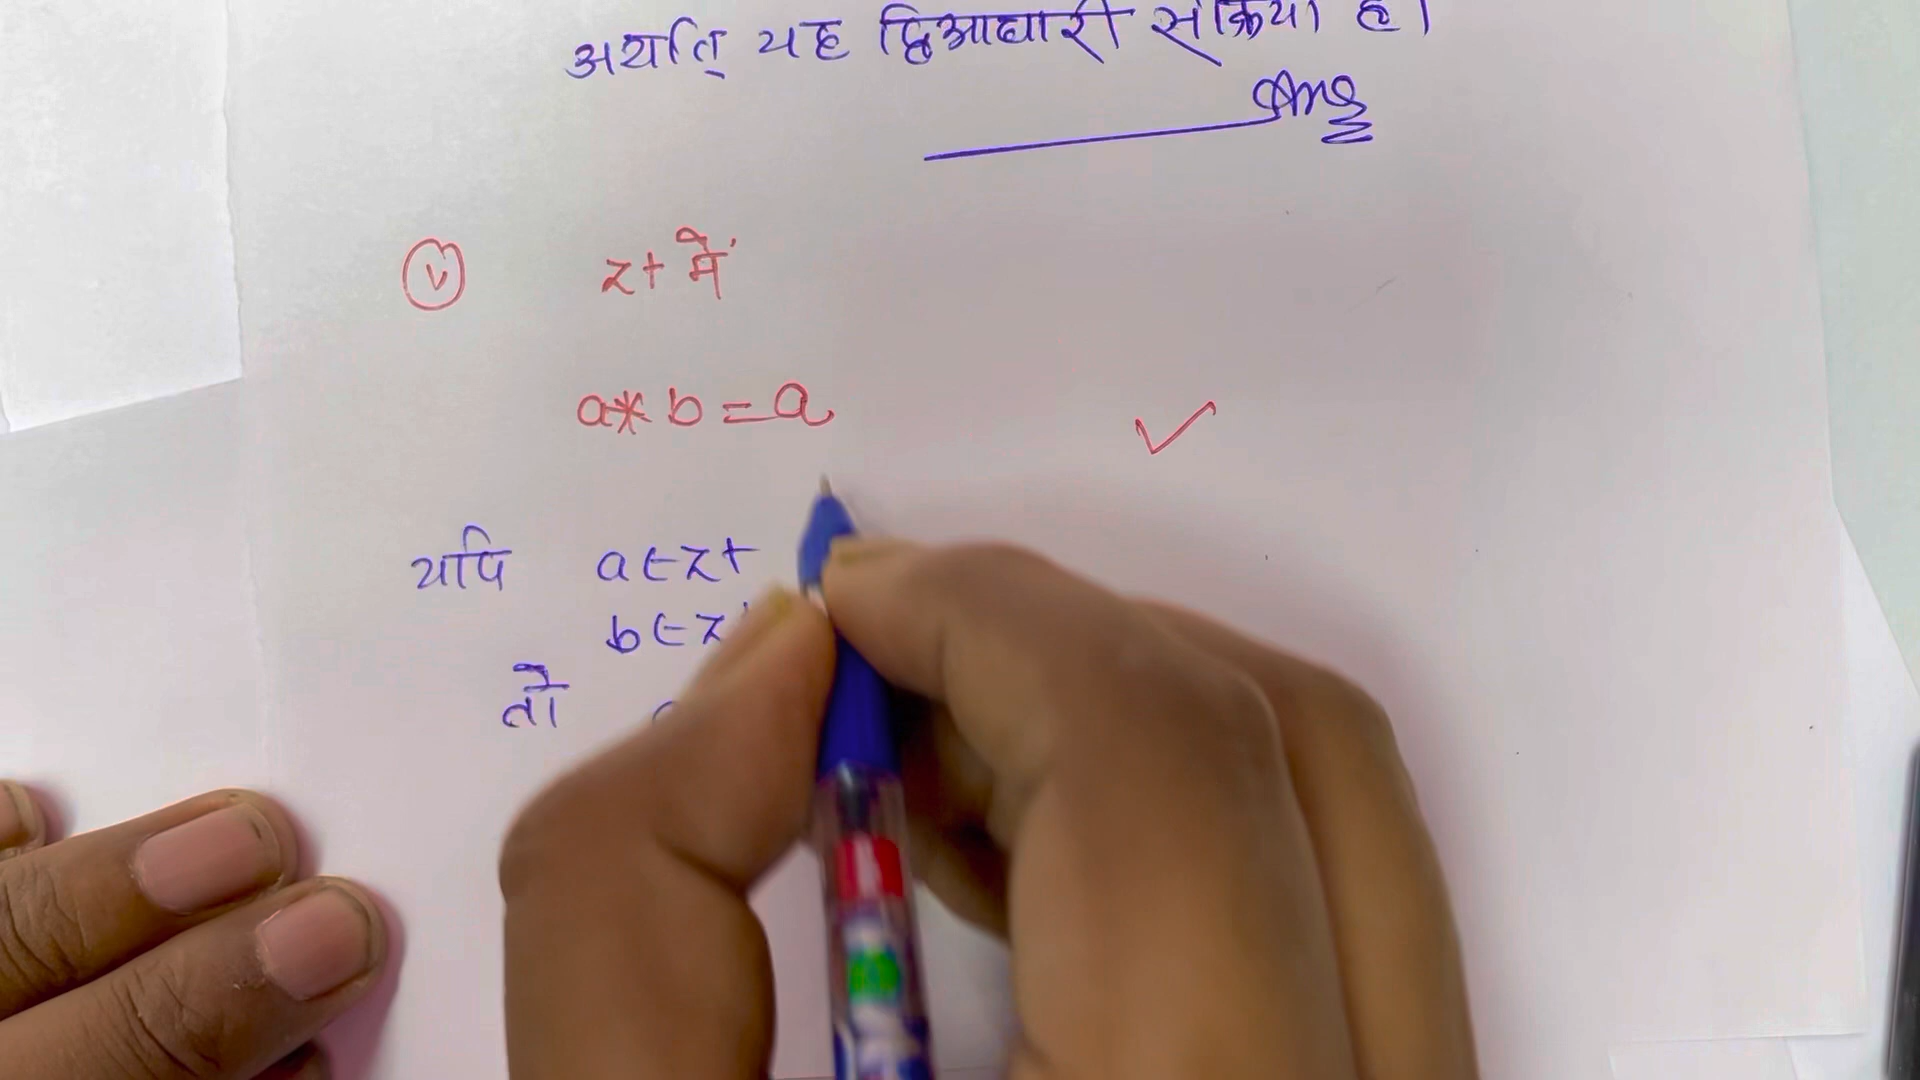 अर्थात् यह द्विआधारी संक्रिया है।
Ans
(v) z+ में
a * b = a
यदि a ∈ z+
b ∈ z
तो